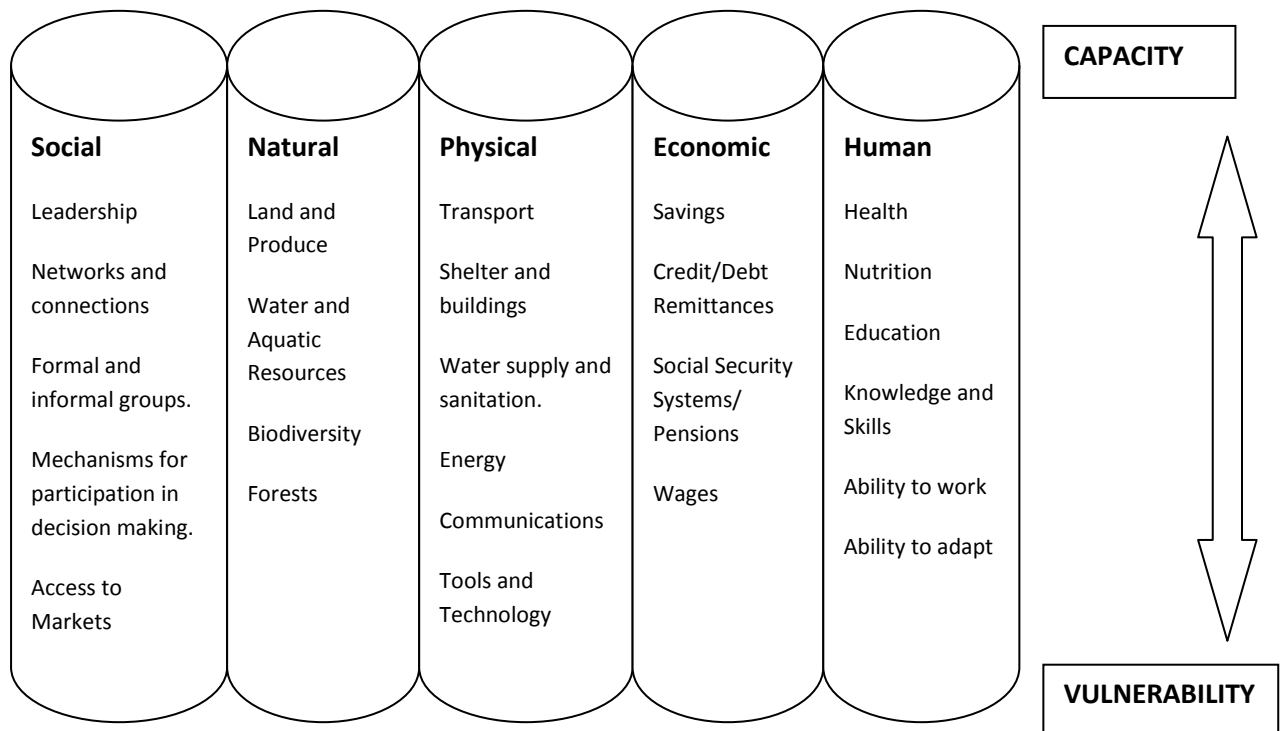 CAPACITY
Social
Leadership
Networks and
connections
Formal and
informal groups.
Mechanisms for
participation in
decision making.
Access to
Markets
Natural
Land and
Produce
Water and
Aquatic
Resources
Biodiversity
Forests
Physical
Transport
Shelter and
buildings
Water supply and
sanitation.
Energy
Communications
Tools and
Technology
Economic
Savings
Credit/Debt
Remittances
Social Security
Systems/
Pensions
Wages
Human
Health
Nutrition
Education
Knowledge and
Skills
Ability to work
Ability to adapt
VULNERABILITY